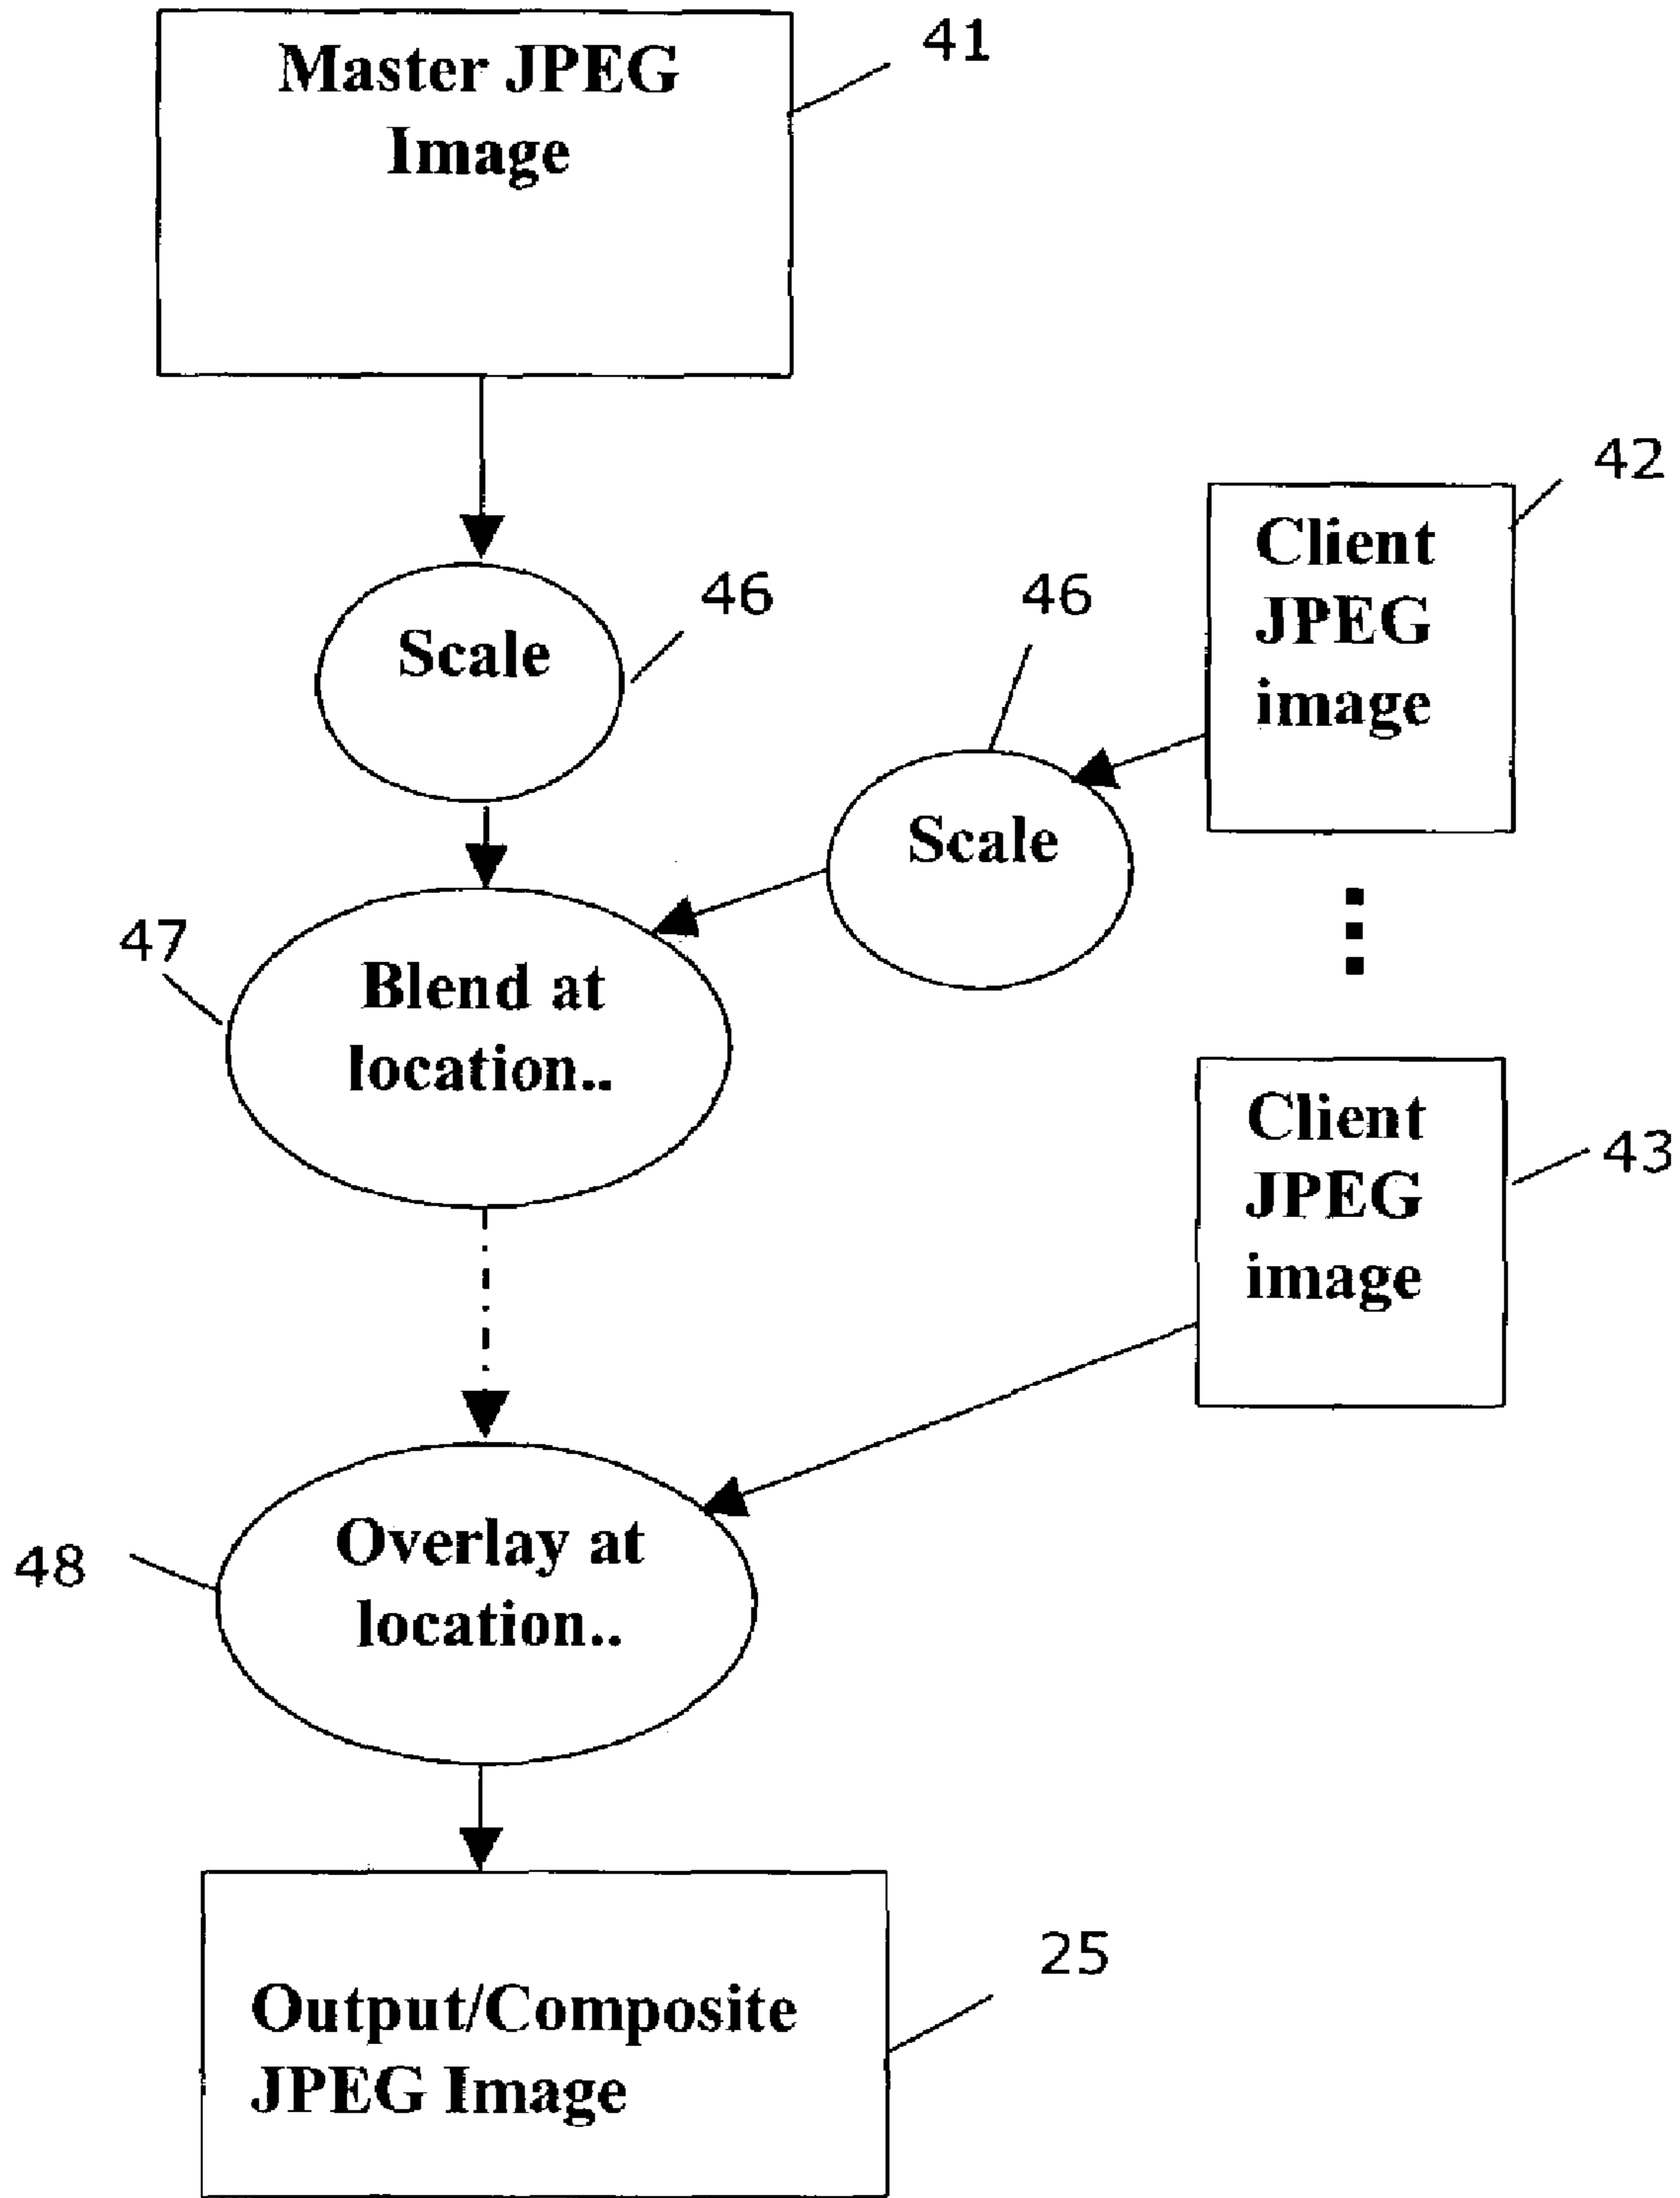 Master JPEG
Image
41
42
Client
JPEG
image
46
Scale
46
Scale
47
Blend at
location..
Client
JPEG
image
43
48
Overlay at
location..
25
Output/Composite
JPEG Image